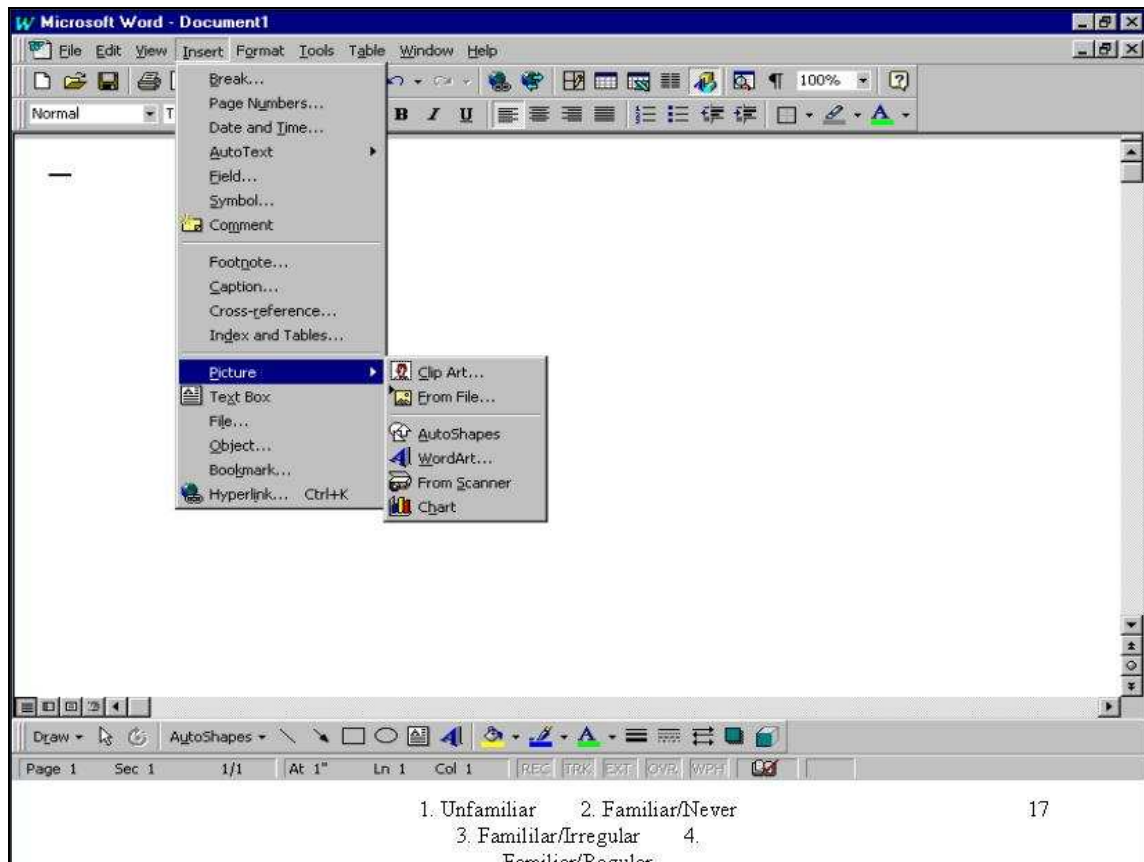 Microsoft Word - Document1
File Edit View Insert Format Tools Table Window Help
100%
Normal T B I U A
Break...
Page Numbers...
Date and Time...
AutoText
Field...
Symbol...
Comment
Footnote...
Caption...
Cross-reference...
Index and Tables...
Picture
Text Box
File...
Object...
Bookmark...
Hyperlink... Ctrl+K
Clip Art...
From File...
AutoShapes
WordArt...
From Scanner
Chart
Draw AutoShapes
Page 1 Sec 1 1/1 At 1" Ln 1 Col 1 REC TRK EXT OVR WPH
1. Unfamiliar 2. Familiar/Never 17
3. Famililar/Irregular 4.
Familiar/Regular